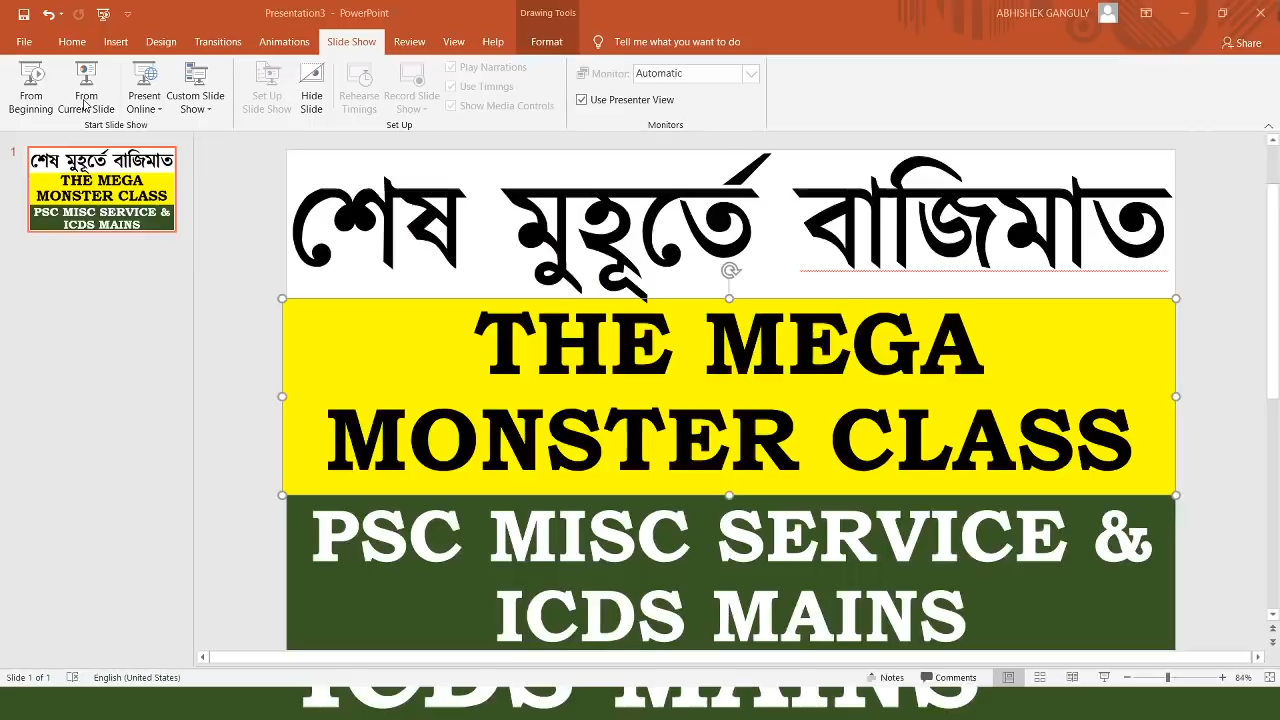 Presentation3 - PowerPoint
Drawing Tools
ABHISHEK GANGULY
File Home Insert Design Transitions Animations Slide Show Review View Help Format Tell me what you want to do Share
From Beginning
From Current Slide
Present Online
Custom Slide Show
Set Up Slide Show
Hide Slide
Rehearse Timings
Record Slide Show
Play Narrations
Use Timings
Show Media Controls
Monitor: Automatic
Use Presenter View
Start Slide Show
Set Up
Monitors
1
শেষ মুহূর্তে বাজিমাত
THE MEGA
MONSTER CLASS
PSC MISC SERVICE &
ICDS MAINS
শেষ মুহূর্তে বাজিমাত
THE MEGA
MONSTER CLASS
PSC MISC SERVICE &
ICDS MAINS
Slide 1 of 1 English (United States) Notes Comments 84%
ICDS MAINS